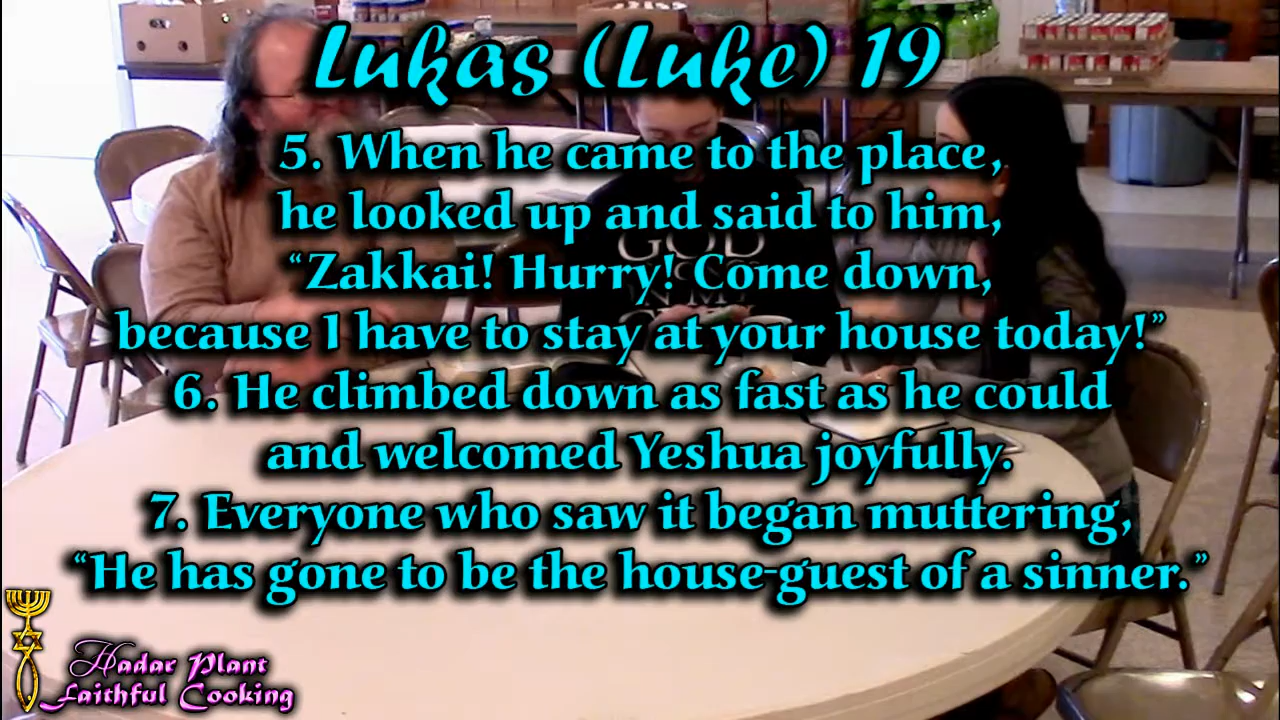 Lukas (Luke) 19
5. When he came to the place,
he looked up and said to him,
“Zakkai! Hurry! Come down,
because I have to stay at your house today!”
6. He climbed down as fast as he could
and welcomed Yeshua joyfully.
7. Everyone who saw it began muttering,
“He has gone to be the house-guest of a sinner.”
GOD
IN MY
Hadar Plant
Faithful Cooking